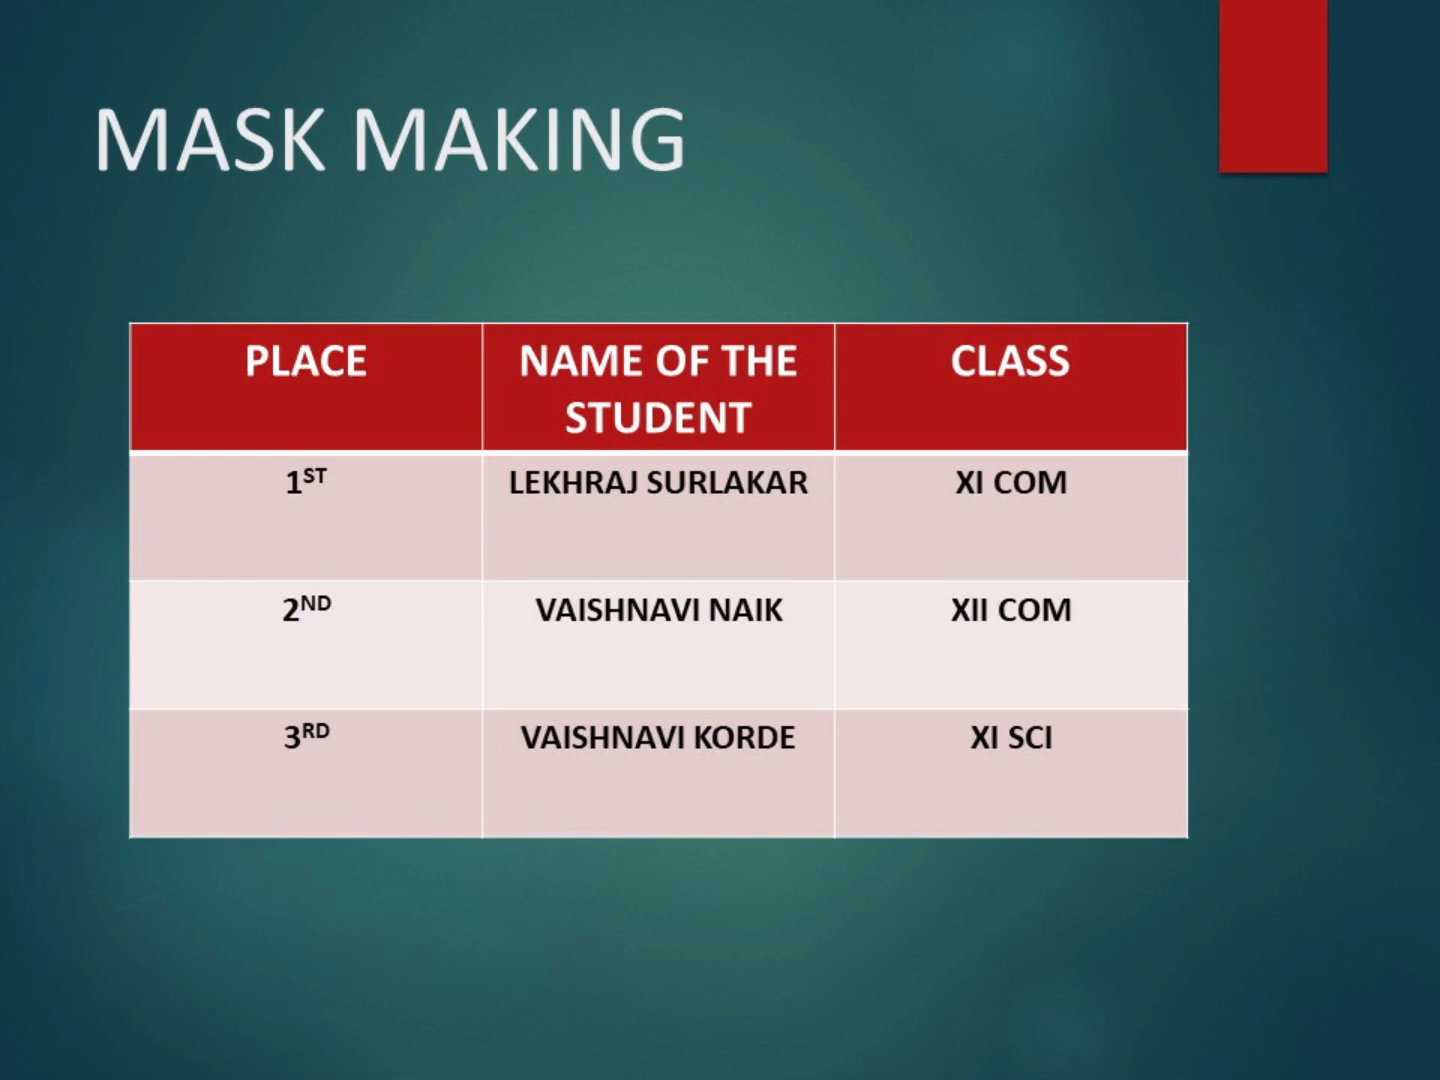 MASK MAKING
PLACE NAME OF THE STUDENT CLASS
1ST LEKHRAJ SURLAKAR XI COM
2ND VAISHNAVI NAIK XII COM
3RD VAISHNAVI KORDE XI SCI